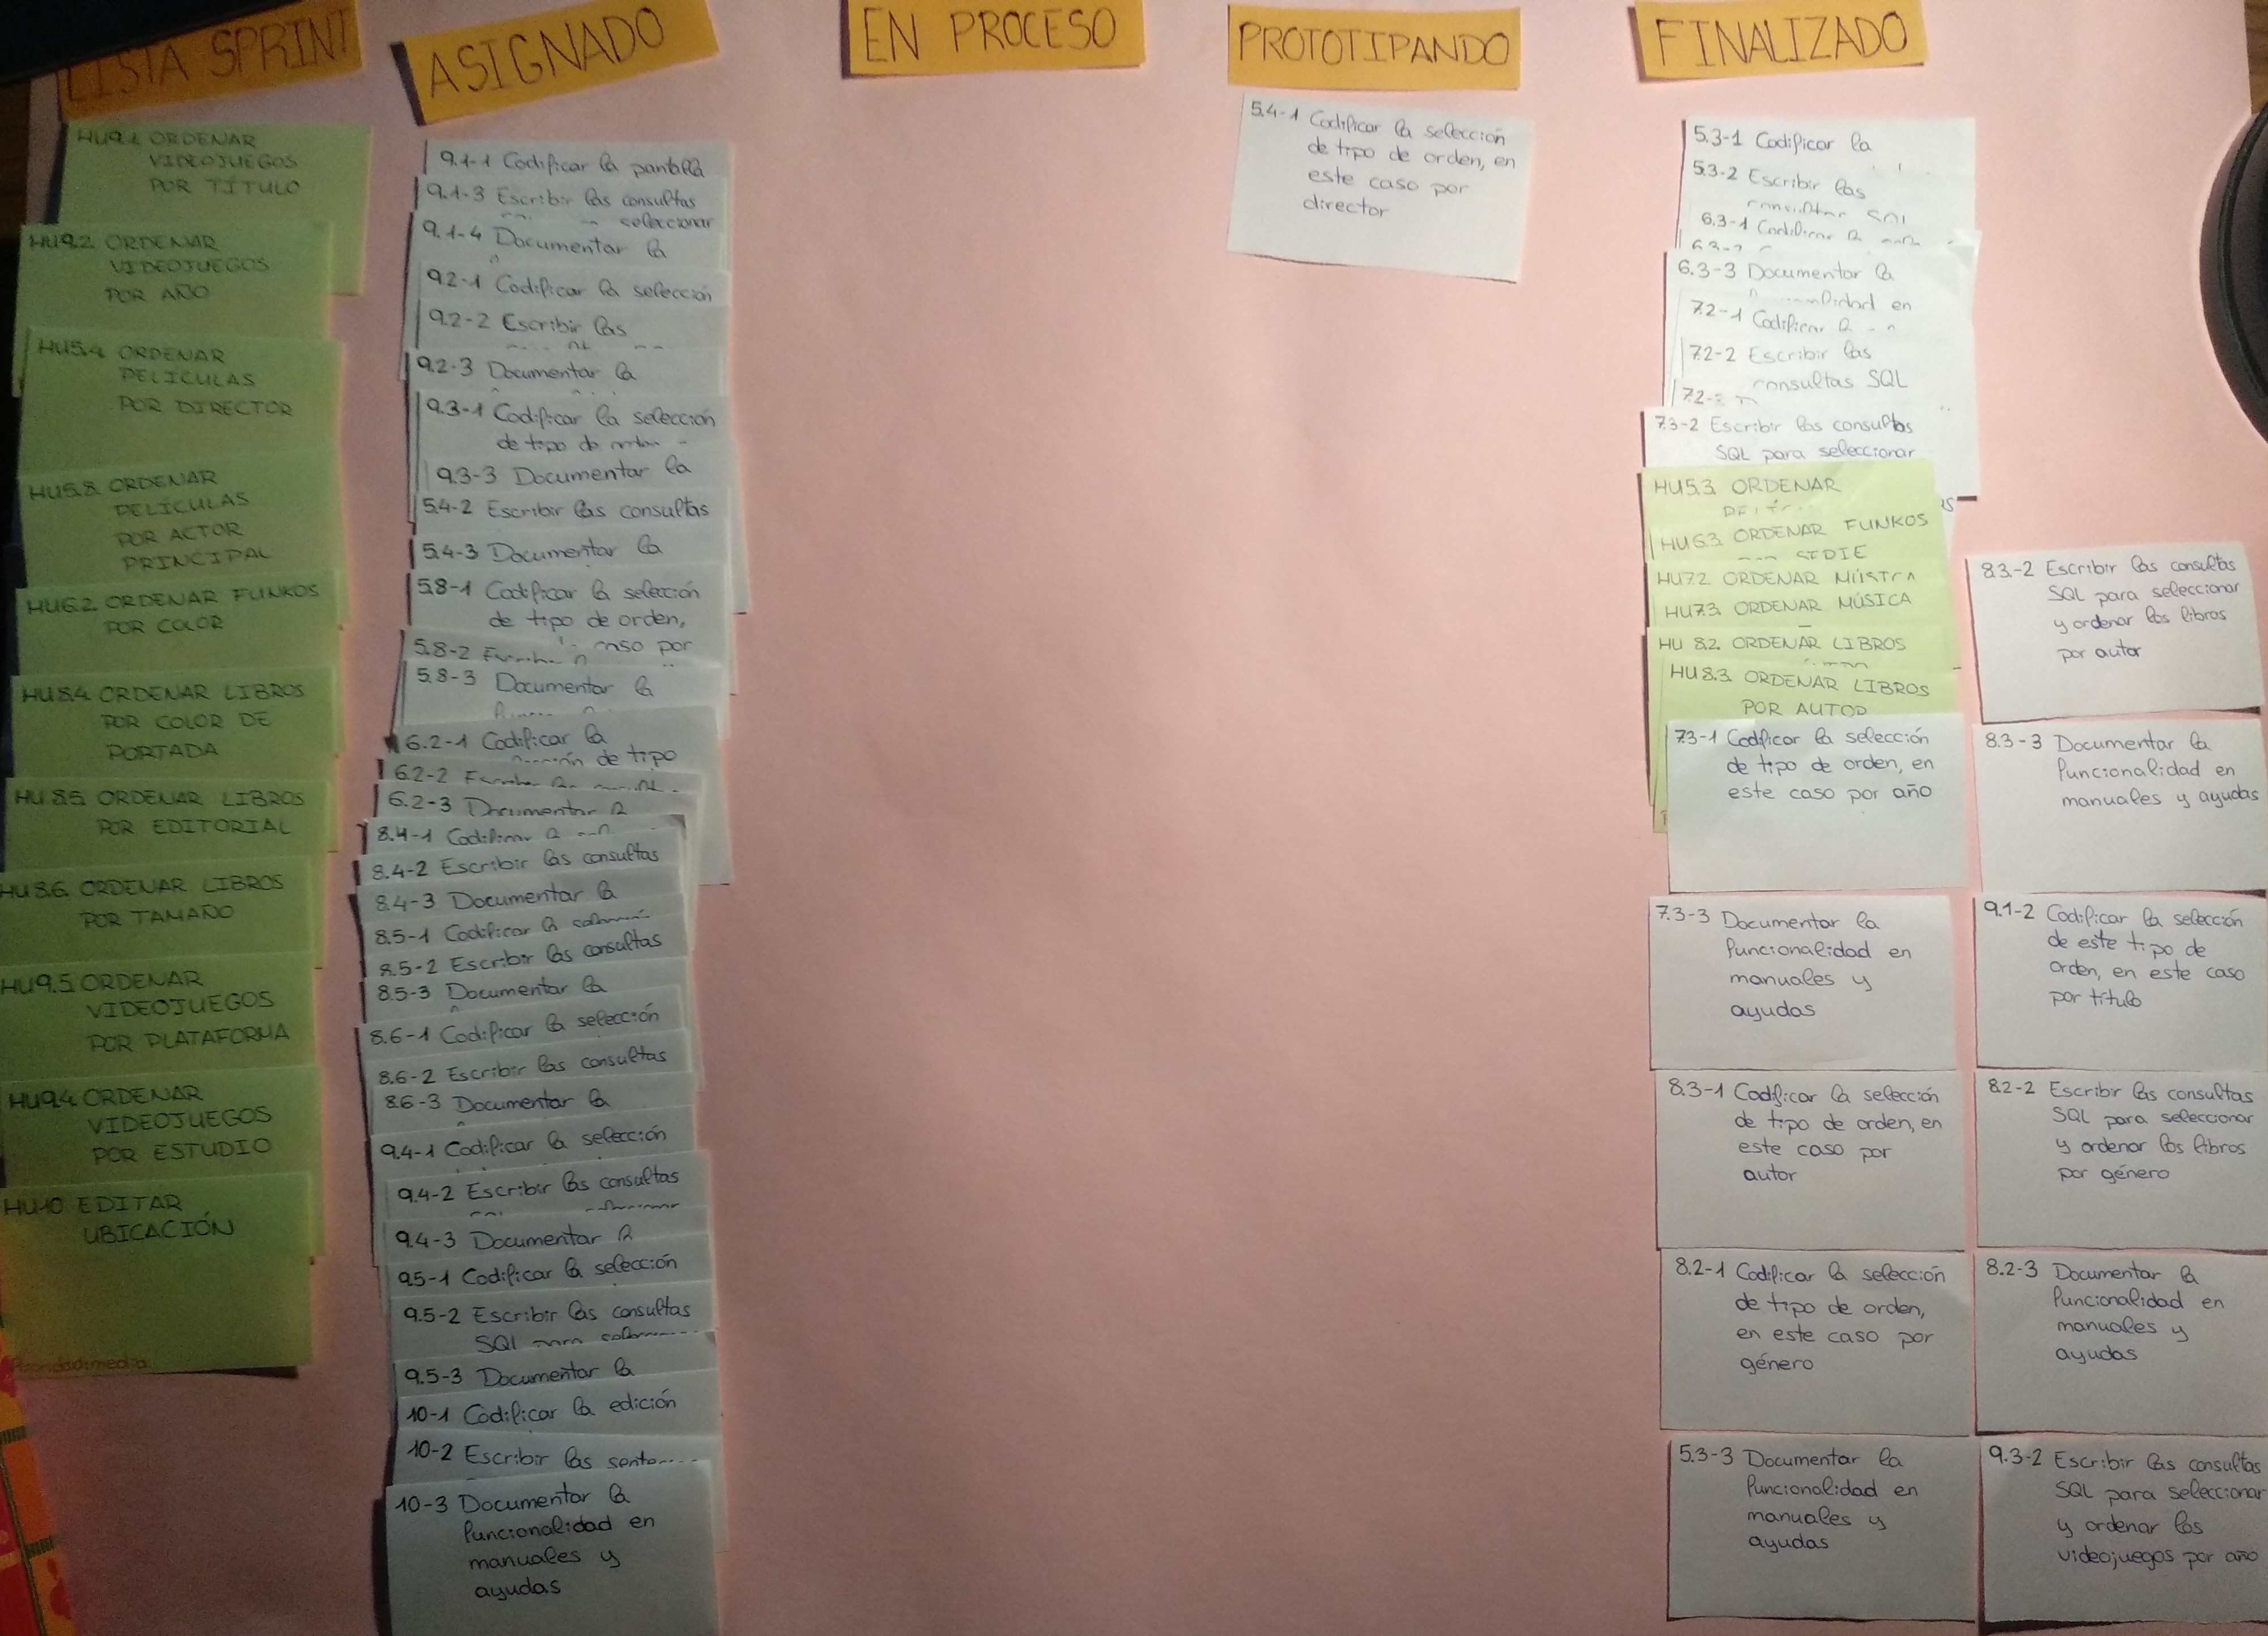 LISTA SPRINT
HU9.1. ORDENAR
VIDEOJUEGOS
POR TÍTULO
HU9.2. ORDENAR
VIDEOJUEGOS
POR AÑO
HU5.4. ORDENAR
PELÍCULAS
POR DIRECTOR
HU5.8. ORDENAR
PELÍCULAS
POR ACTOR
PRINCIPAL
HU6.2. ORDENAR FUNKOS
POR COLOR
HU8.4. ORDENAR LIBROS
POR COLOR DE
PORTADA
HU8.5. ORDENAR LIBROS
POR EDITORIAL
HU8.6. ORDENAR LIBROS
POR TAMAÑO
HU9.5. ORDENAR
VIDEOJUEGOS
POR PLATAFORMA
HU9.4. ORDENAR
VIDEOJUEGOS
POR ESTUDIO
HU10 EDITAR
UBICACIÓN
Prioridad: media
ASIGNADO
9.1-1 Codificar la pantalla
9.1-3 Escribir las consultas
seleccionar
9.1-4 Documentar la
9.2-1 Codificar la selección
9.2-2 Escribir las
9.2-3 Documentar la
9.3-1 Codificar la selección
de tipo de orden
9.3-3 Documentar la
5.4-2 Escribir las consultas
5.4-3 Documentar la
5.8-1 Codificar la selección
de tipo de orden,
caso por
5.8-2 Escribir
5.8-3 Documentar la
6.2-1 Codificar la
de tipo
6.2-2 Escribir las
6.2-3 Documentar la
8.4-1 Codificar la
8.4-2 Escribir las consultas
8.4-3 Documentar la
8.5-1 Codificar la selección
8.5-2 Escribir las consultas
8.5-3 Documentar la
8.6-1 Codificar la selección
8.6-2 Escribir las consultas
8.6-3 Documentar la
9.4-1 Codificar la selección
9.4-2 Escribir las consultas
9.4-3 Documentar la
9.5-1 Codificar la selección
9.5-2 Escribir las consultas
SQL para
9.5-3 Documentar la
10-1 Codificar la edición
10-2 Escribir las
10-3 Documentar la
funcionalidad en
manuales y
ayudas
EN PROCESO
PROTOTIPANDO
5.4-1 Codificar la selección
de tipo de orden, en
este caso por
director
FINALIZADO
5.3-1 Codificar la
5.3-2 Escribir las
consultas SQL
6.3-1 Codificar la
6.3-2
6.3-3 Documentar la
funcionalidad en
7.2-1 Codificar la
7.2-2 Escribir las
consultas SQL
7.2-3
7.3-2 Escribir las consultas
SQL para seleccionar
HU5.3. ORDENAR
HU6.3. ORDENAR FUNKOS
HU7.2. ORDENAR MÚSICA
HU7.3. ORDENAR MÚSICA
HU 8.2. ORDENAR LIBROS
HU 8.3. ORDENAR LIBROS
POR AUTOR
7.3-1 Codificar la selección
de tipo de orden, en
este caso por año
7.3-3 Documentar la
funcionalidad en
manuales y
ayudas
8.3-1 Codificar la selección
de tipo de orden, en
este caso por
autor
8.2-1 Codificar la selección
de tipo de orden,
en este caso por
género
5.3-3 Documentar la
funcionalidad en
manuales y
ayudas
8.3-2 Escribir las consultas
SQL para seleccionar
y ordenar los libros
por autor
8.3-3 Documentar la
funcionalidad en
manuales y ayudas
9.1-2 Codificar la selección
de este tipo de
orden, en este caso
por título
8.2-2 Escribir las consultas
SQL para seleccionar
y ordenar los libros
por género
8.2-3 Documentar la
funcionalidad en
manuales y
ayudas
9.3-2 Escribir las consultas
SQL para seleccionar
y ordenar los
videojuegos por año